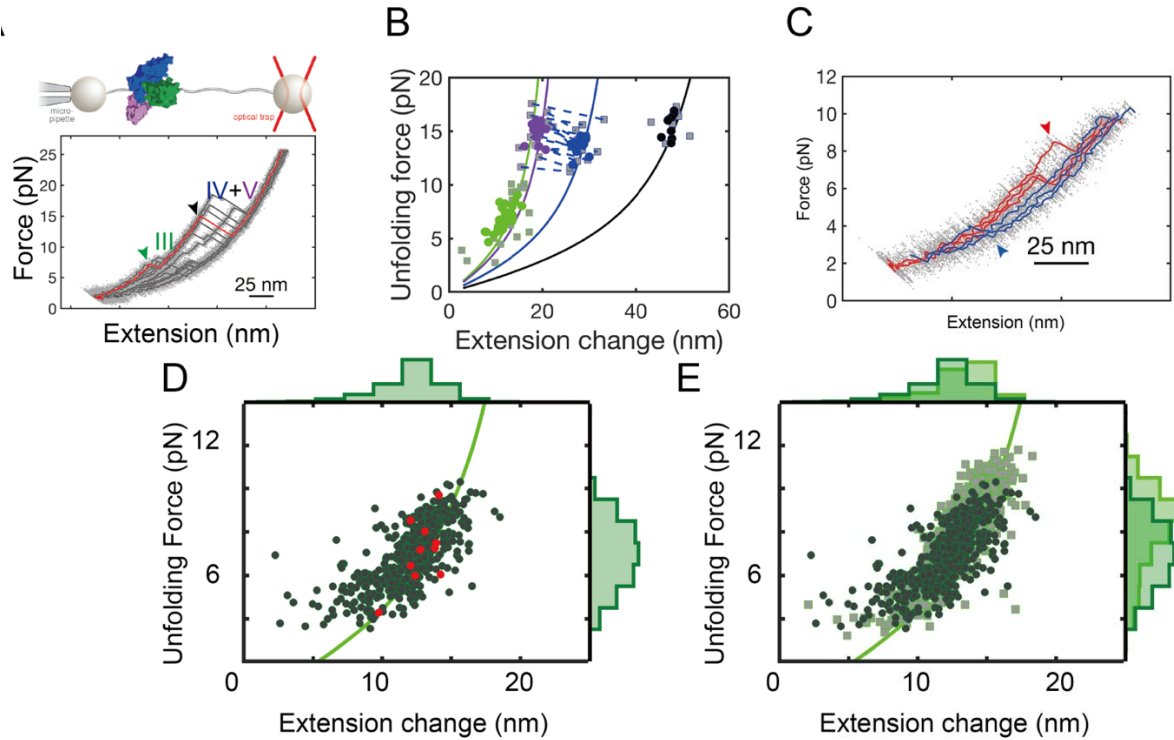 B
C
micro-
pipette
optical trap
Force (pN)
25
20
15
10
5
0
IV+V
III
25 nm
Extension (nm)
Unfolding force (pN)
20
15
10
5
0
0 20 40 60
Extension change (nm)
Force (pN)
12
10
8
6
4
2
0
25 nm
Extension (nm)
D
Unfolding Force (pN)
12
6
0 10 20
Extension change (nm)
E
Unfolding Force (pN)
12
6
0 10 20
Extension change (nm)